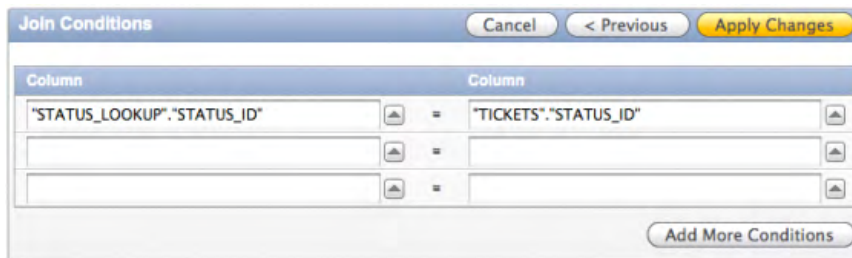 Join Conditions Cancel < Previous Apply Changes
Column Column
"STATUS_LOOKUP"."STATUS_ID" = "TICKETS"."STATUS_ID"
=
=
Add More Conditions